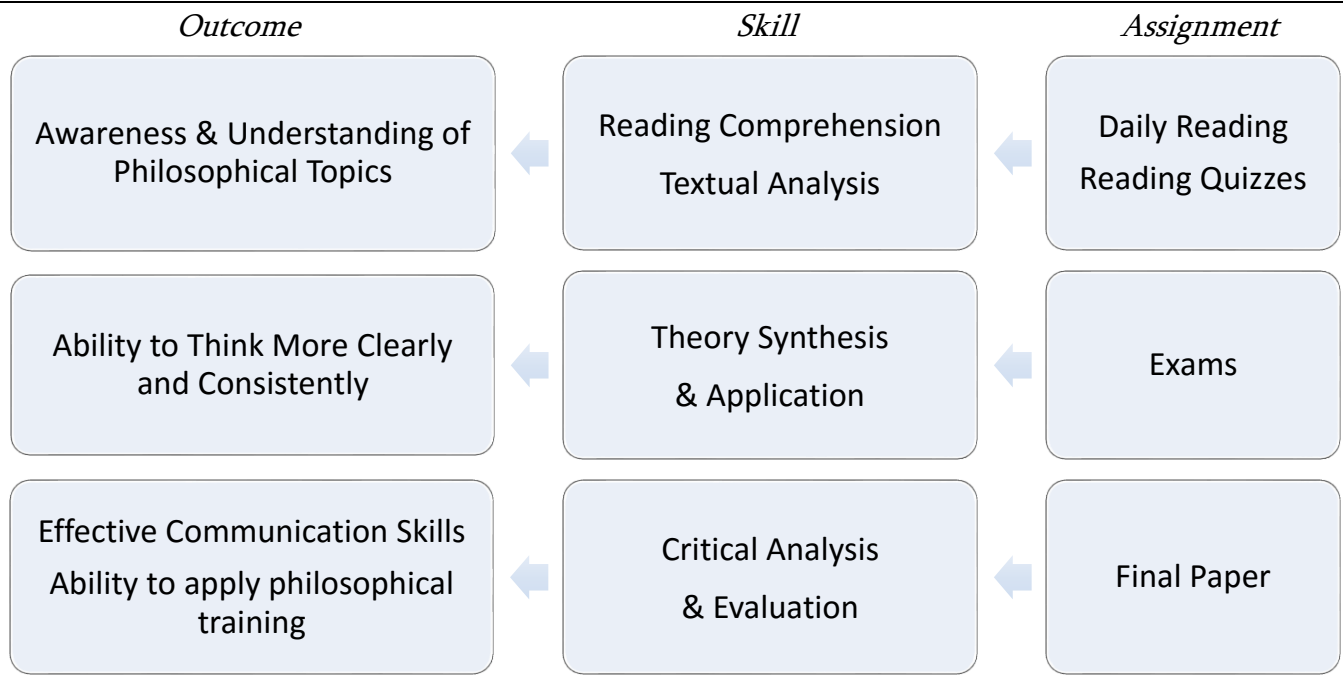 Outcome Skill Assignment
Awareness & Understanding of
Philosophical Topics
Reading Comprehension
Textual Analysis
Daily Reading
Reading Quizzes
Ability to Think More Clearly
and Consistently
Theory Synthesis
& Application
Exams
Effective Communication Skills
Ability to apply philosophical
training
Critical Analysis
& Evaluation
Final Paper